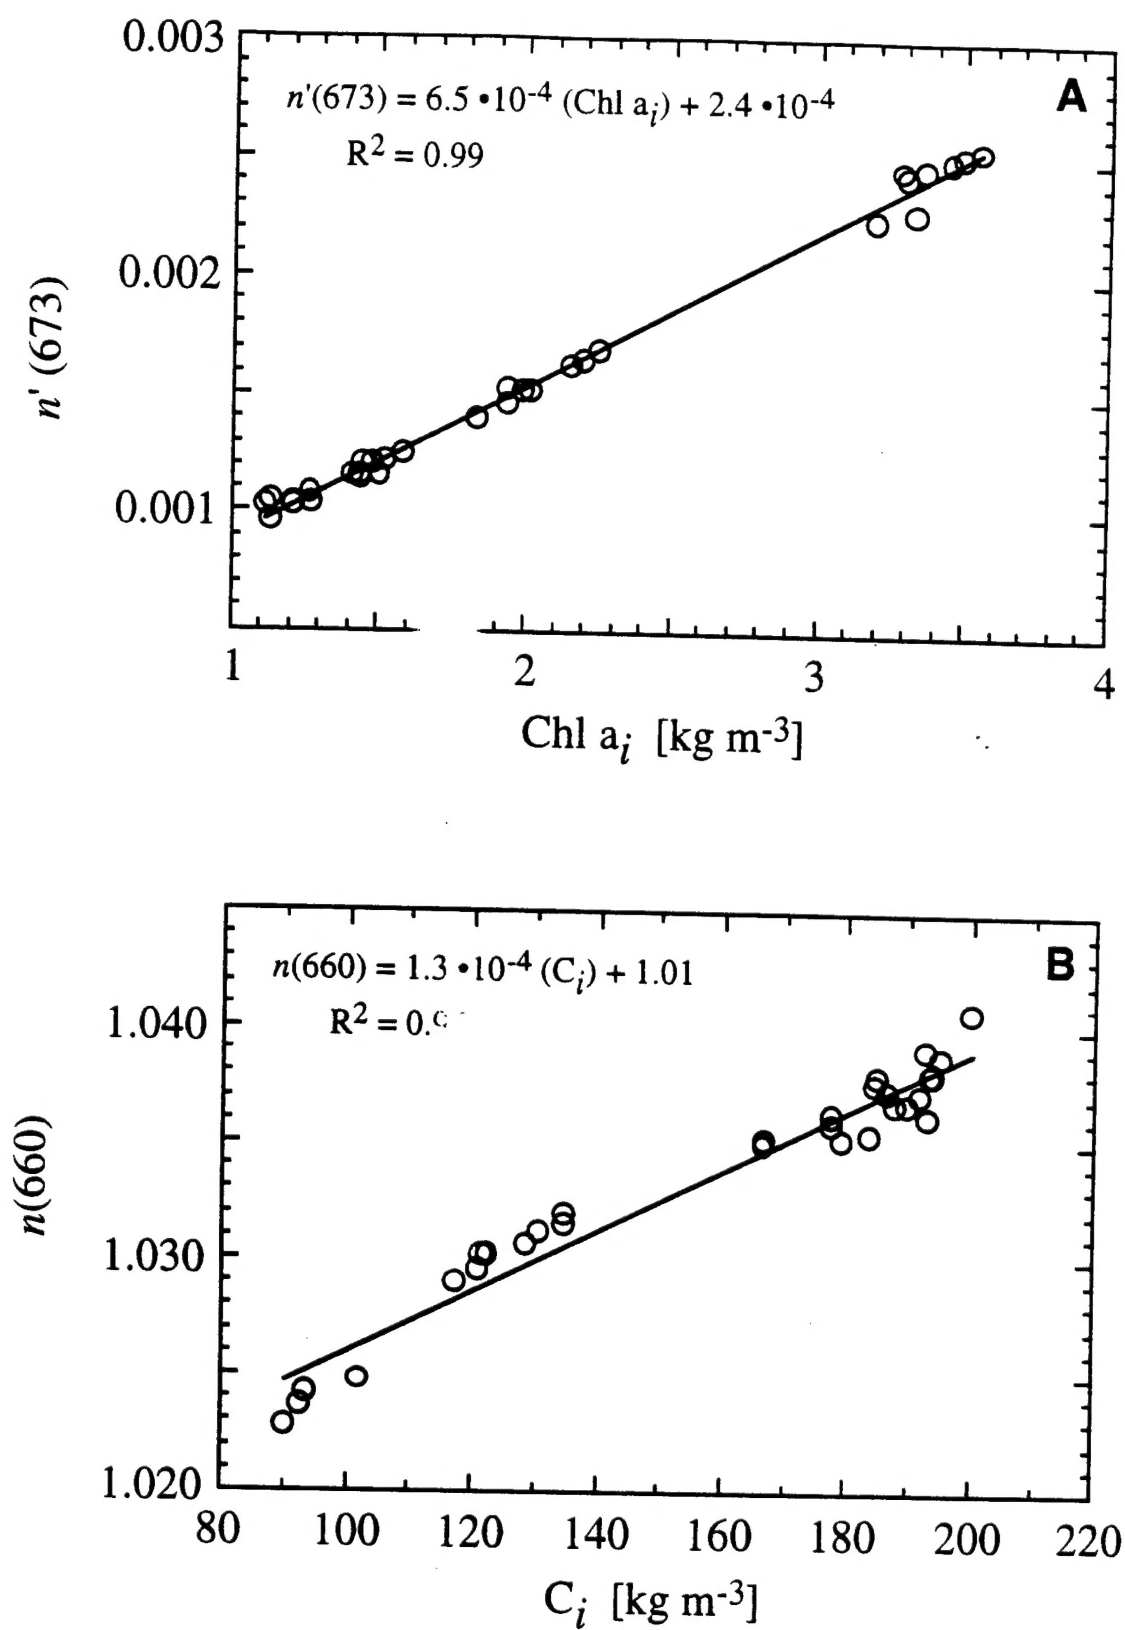 0.003
n'(673) = 6.5 •10-4 (Chl ai) + 2.4 •10-4
A
R2 = 0.99
0.002
n' (673)
0.001
1 2 3 4
Chl ai [kg m-3]
n(660) = 1.3 •10-4 (Ci) + 1.01
B
R2 = 0.
1.040
n(660)
1.030
1.020
80 100 120 140 160 180 200 220
Ci [kg m-3]